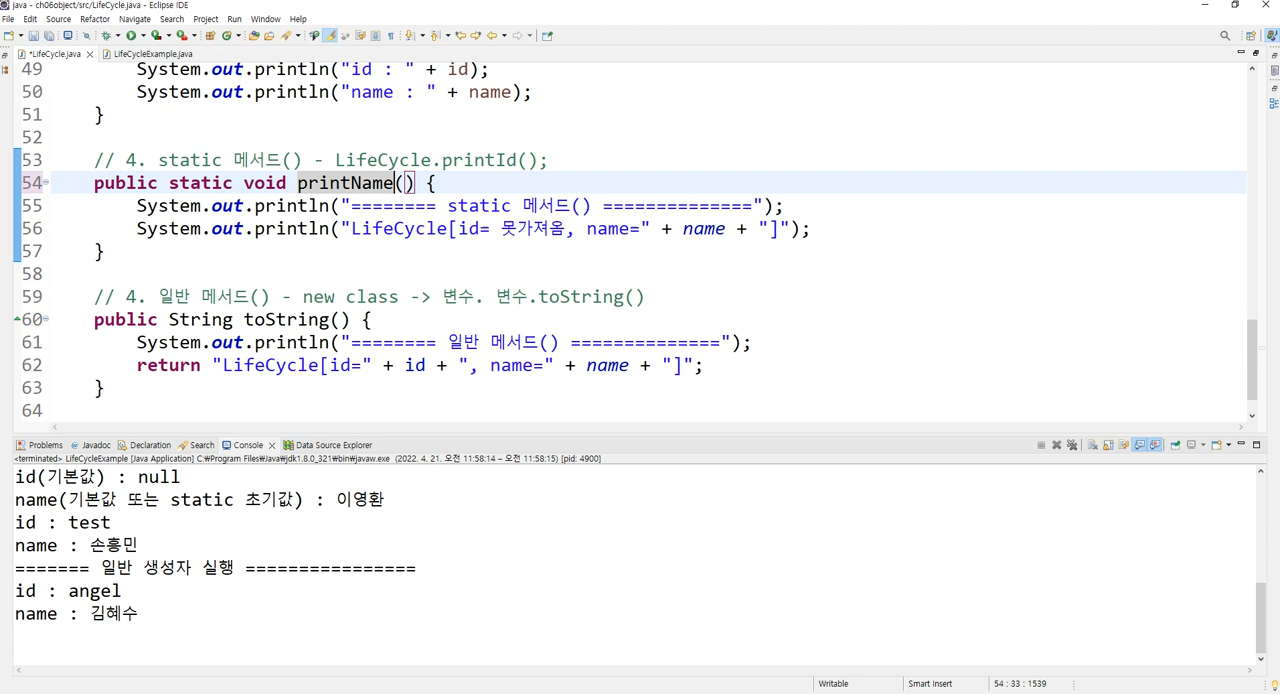 java - ch06object/src/LifeCycle.java - Eclipse IDE
File Edit Source Refactor Navigate Search Project Run Window Help
*LifeCycle.java LifeCycleExample.java
49 System.out.println("id : " + id);
50 System.out.println("name : " + name);
51 }
52
53 // 4. static 메서드() - LifeCycle.printId();
54 public static void printName() {
55 System.out.println("======== static 메서드() ==============");
56 System.out.println("LifeCycle[id= 못가져옴, name=" + name + "]");
57 }
58
59 // 4. 일반 메서드() - new class -> 변수. 변수.toString()
60 public String toString() {
61 System.out.println("======== 일반 메서드() ==============");
62 return "LifeCycle[id=" + id + ", name=" + name + "]";
63 }
64
Problems Javadoc Declaration Search Console Data Source Explorer
<terminated> LifeCycleExample [Java Application] C:₩Program Files₩Java₩jdk1.8.0_321₩bin₩javaw.exe (2022. 4. 21. 오전 11:58:14 – 오전 11:58:15) [pid: 4900]
id(기본값) : null
name(기본값 또는 static 초기값) : 이영환
id : test
name : 손흥민
======= 일반 생성자 실행 ================
id : angel
name : 김혜수
Writable Smart Insert 54 : 33 : 1539